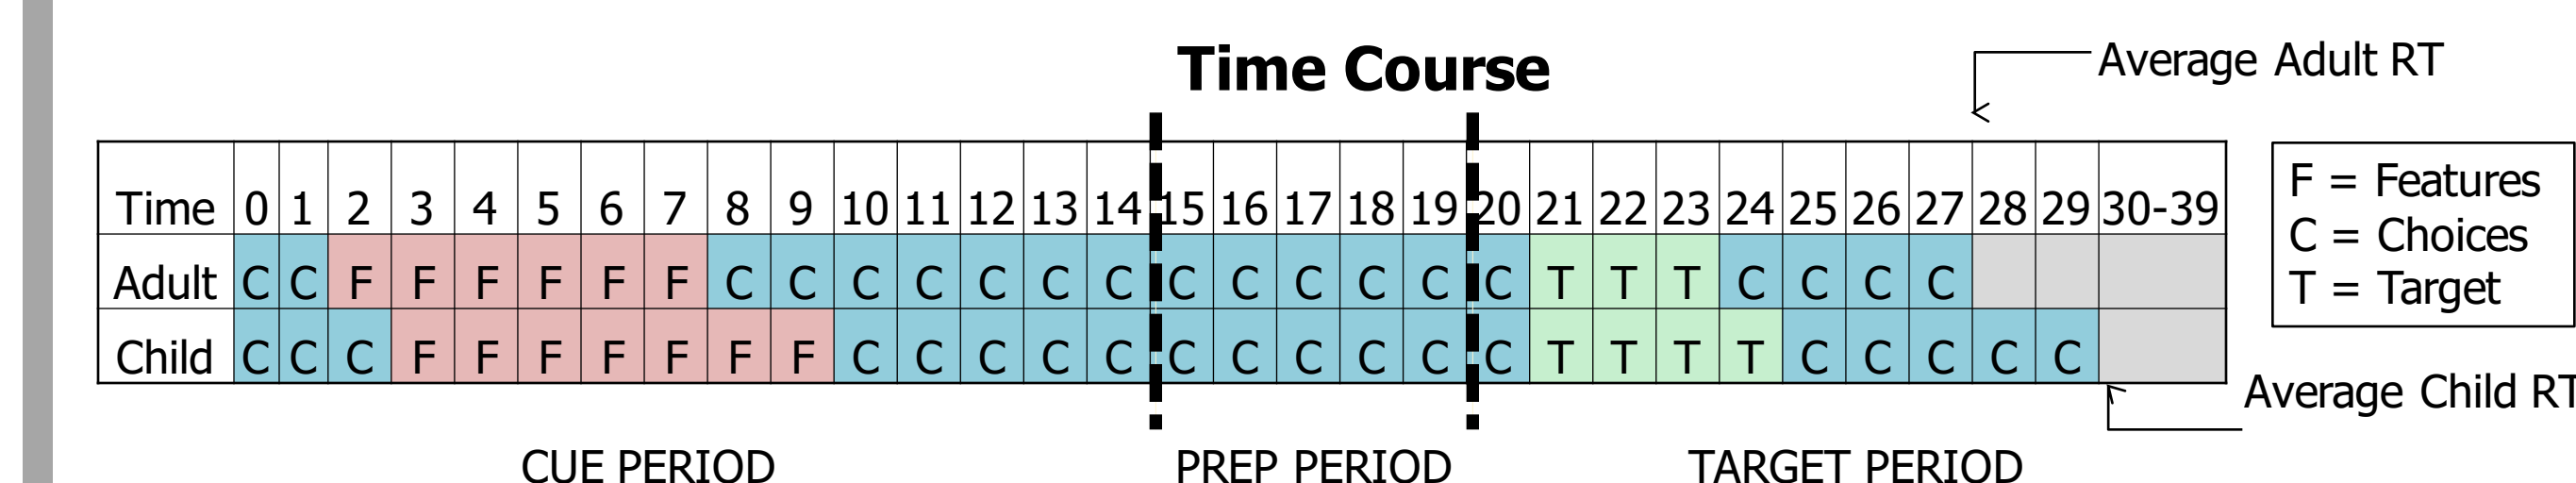 Time Course
Average Adult RT
Time 0 1 2 3 4 5 6 7 8 9 10 11 12 13 14 15 16 17 18 19 20 21 22 23 24 25 26 27 28 29 30-39
Adult C C F F F F F F C C C C C C C C C C C C C T T T C C C C
Child C C C F F F F F F F C C C C C C C C C C C T T T T C C C C C
F = Features
C = Choices
T = Target
Average Child RT
CUE PERIOD PREP PERIOD TARGET PERIOD